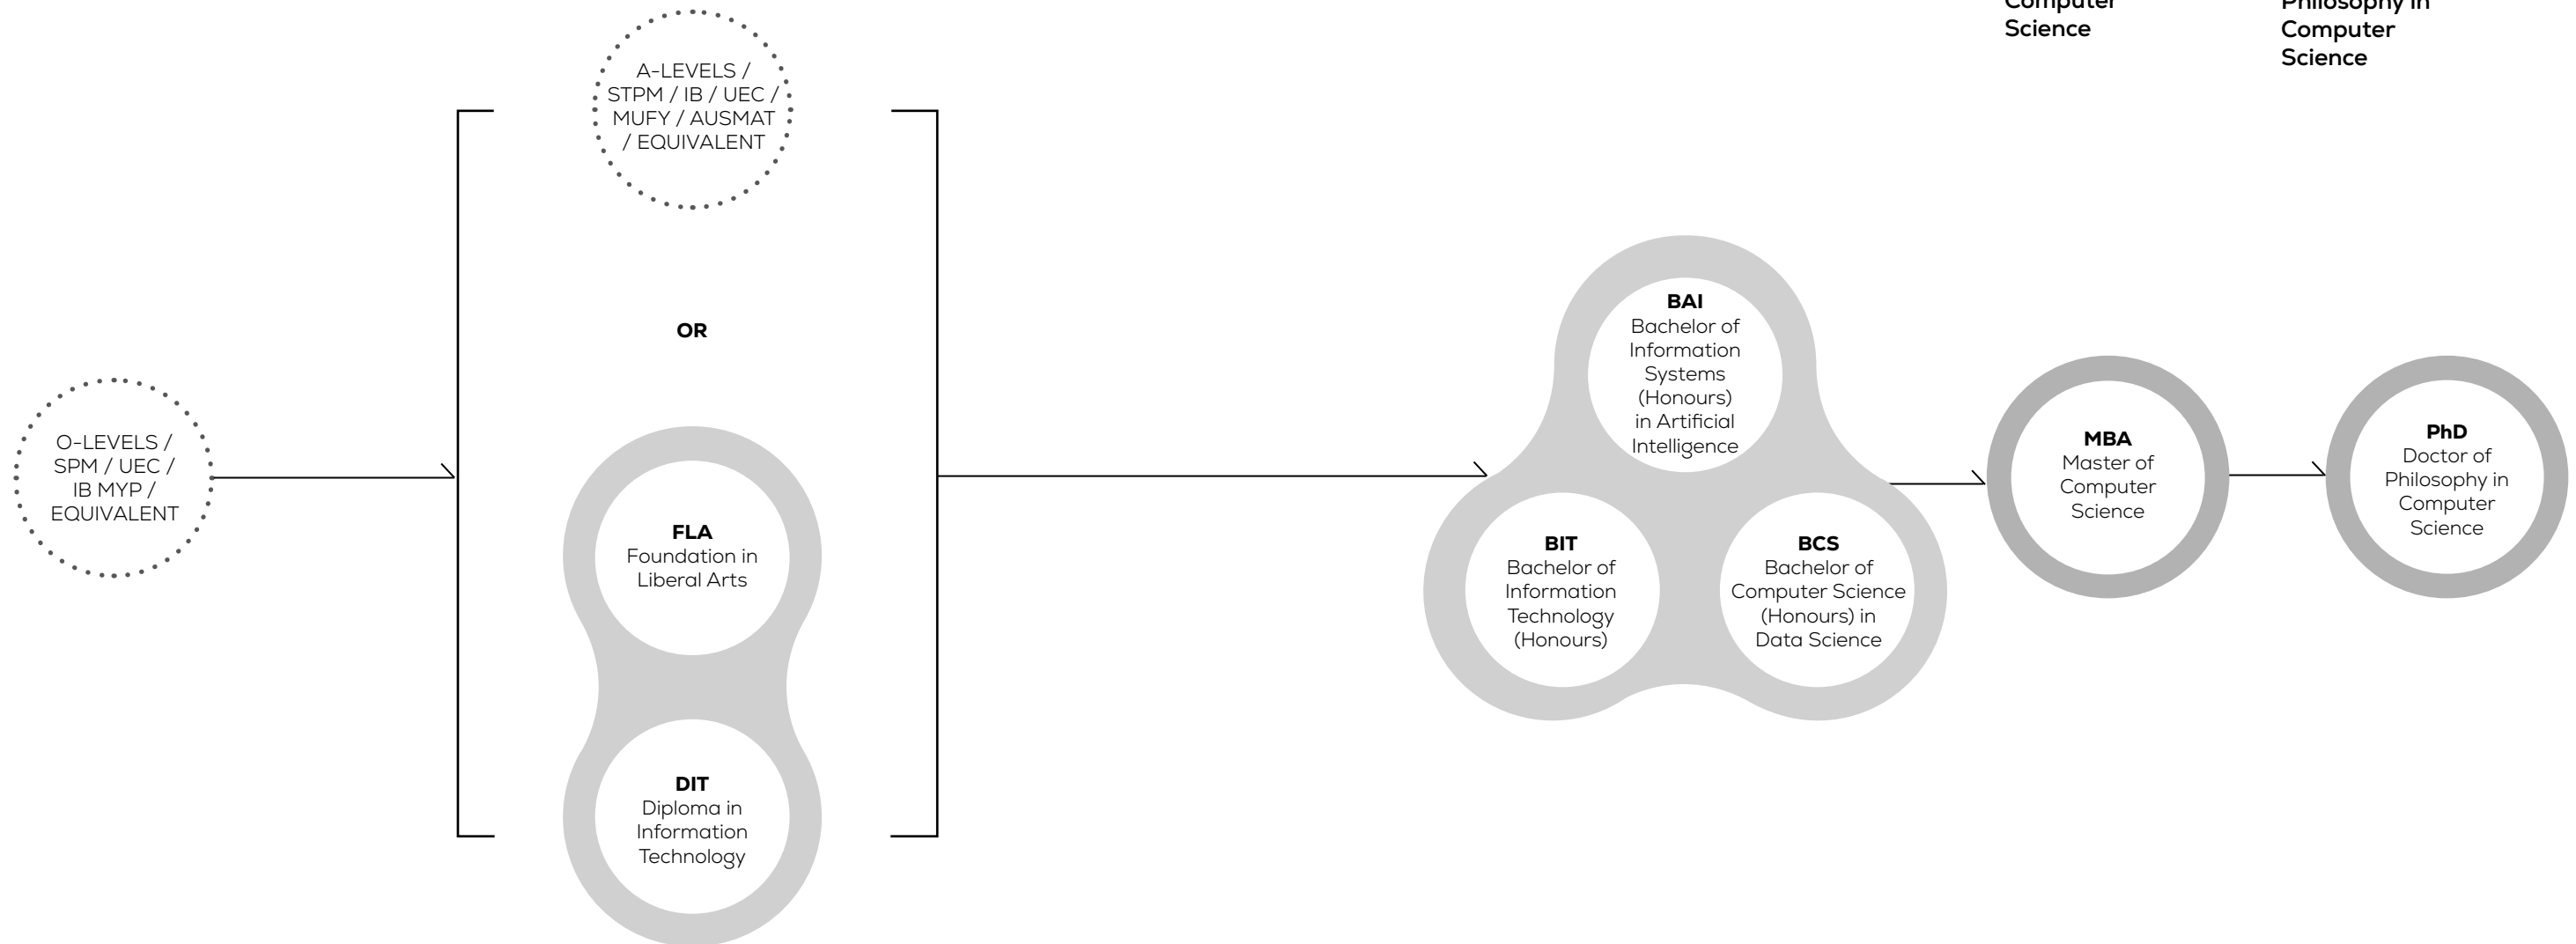 Computer
Science
Philosophy in
Computer
Science
A-LEVELS /
STPM / IB / UEC /
MUFY / AUSMAT
/ EQUIVALENT
OR
O-LEVELS /
SPM / UEC /
IB MYP /
EQUIVALENT
FLA
Foundation in
Liberal Arts
DIT
Diploma in
Information
Technology
BAI
Bachelor of
Information
Systems
(Honours)
in Artificial
Intelligence
BIT
Bachelor of
Information
Technology
(Honours)
BCS
Bachelor of
Computer Science
(Honours) in
Data Science
MBA
Master of
Computer
Science
PhD
Doctor of
Philosophy in
Computer
Science